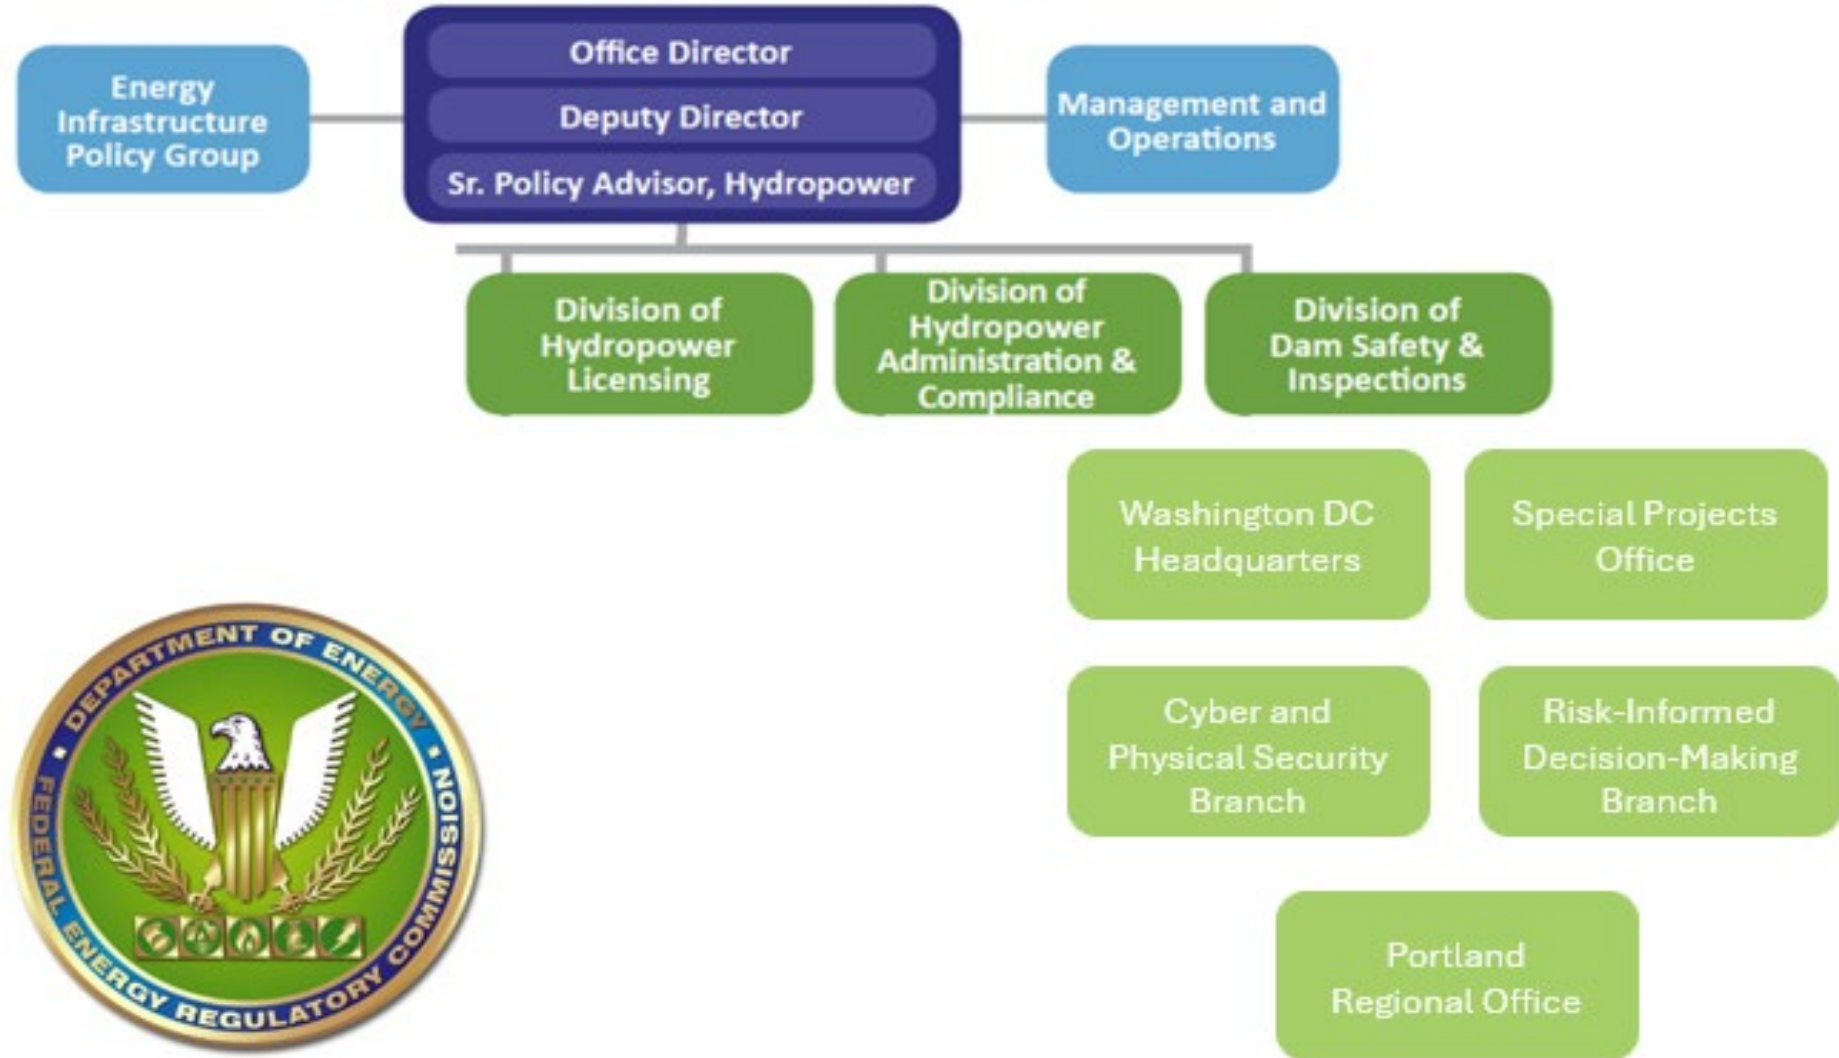 Office Director
Deputy Director
Sr. Policy Advisor, Hydropower
Energy
Infrastructure
Policy Group
Management and
Operations
Division of
Hydropower
Licensing
Division of
Hydropower
Administration &
Compliance
Division of
Dam Safety &
Inspections
Washington DC
Headquarters
Special Projects
Office
Cyber and
Physical Security
Branch
Risk-Informed
Decision-Making
Branch
Portland
Regional Office
DEPARTMENT OF ENERGY
FEDERAL ENERGY REGULATORY COMMISSION